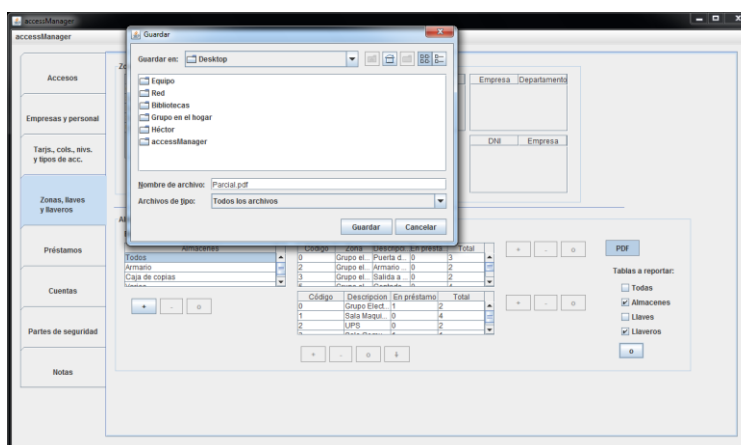 accessManager
accessManager
Guardar
Guardar en: Desktop
Equipo
Red
Bibliotecas
Grupo en el hogar
Héctor
accessManager
Nombre de archivo: Parcial.pdf
Archivos de tipo: Todos los archivos
Guardar Cancelar
Accesos
Empresas y personal
Tarjs., cols., nivs.
y tipos de acc.
Zonas, llaves
y llaveros
Préstamos
Cuentas
Partes de seguridad
Notas
Empresa Departamento
DNI Empresa
Almacenes
Todos
Armario
Caja de copias
+ - o
Código Zona Descripci... En présta... Total
0 Grupo el... Puerta d... 0 3
2 Grupo el... Armario ... 0 2
3 Grupo el... Salida a ... 0 2
+ - o
Código Descripcion En préstamo Total
0 Grupo Elect... 1 2
1 Sala Maqui... 0 4
2 UPS 0 2
+ - o
+ - o ↓
PDF
Tablas a reportar:
Todas
Almacenes
Llaves
Llaveros
o